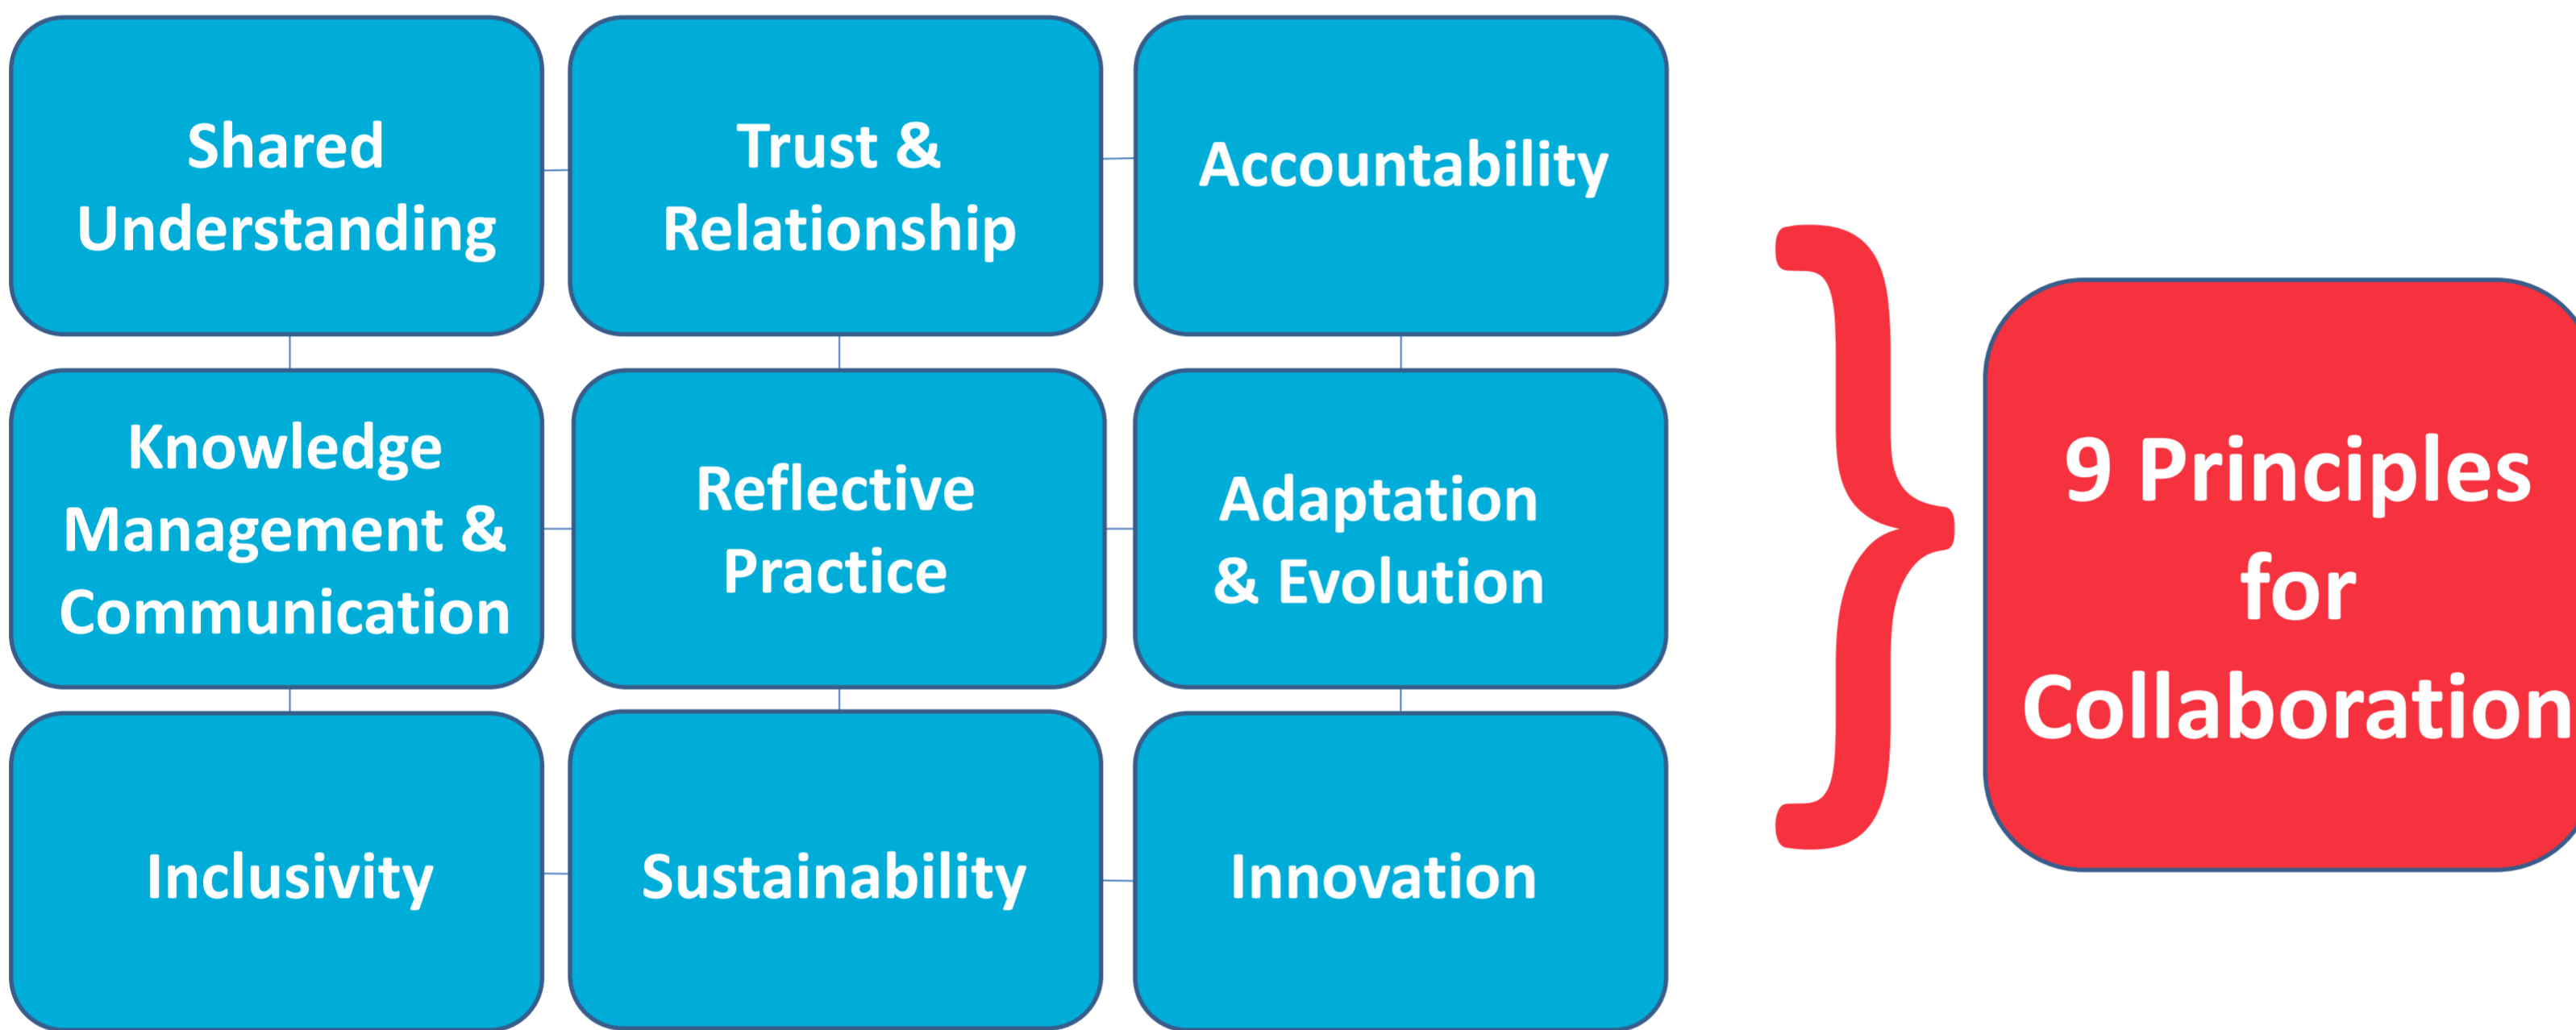 Shared
Understanding
Trust &
Relationship
Accountability
Knowledge
Management &
Communication
Reflective
Practice
Adaptation
& Evolution
Inclusivity
Sustainability
Innovation
9 Principles
for
Collaboration